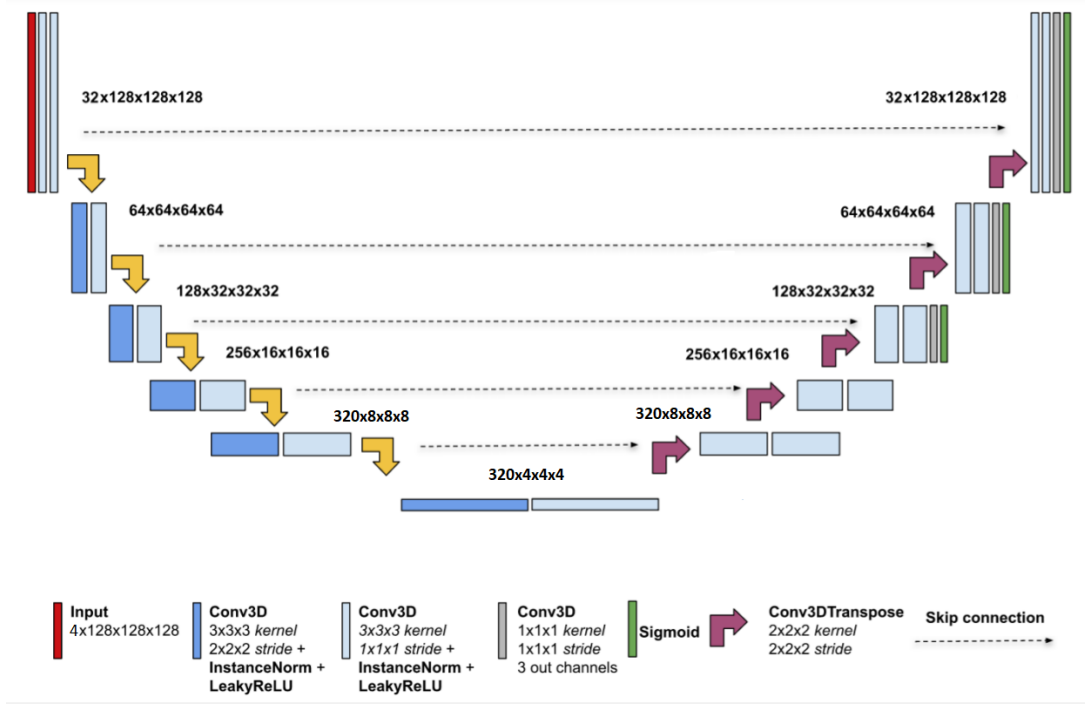 32x128x128x128
32x128x128x128
64x64x64x64
64x64x64x64
128x32x32x32
128x32x32x32
256x16x16x16
256x16x16x16
320x8x8x8
320x8x8x8
320x4x4x4
Input
4x128x128x128
Conv3D
3x3x3 kernel
2x2x2 stride +
InstanceNorm +
LeakyReLU
Conv3D
3x3x3 kernel
1x1x1 stride +
InstanceNorm +
LeakyReLU
Conv3D
1x1x1 kernel
1x1x1 stride
3 out channels
Sigmoid
Conv3DTranspose
2x2x2 kernel
2x2x2 stride
Skip connection